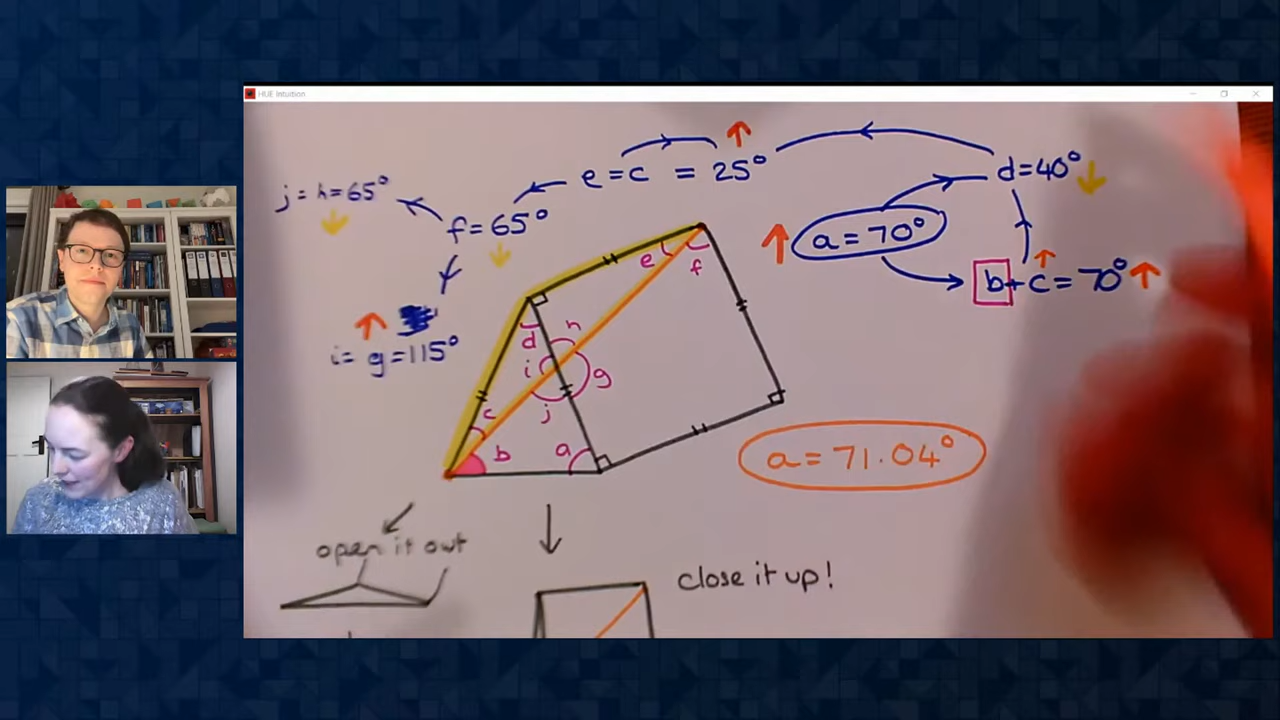 HUE Intuition
e = c = 25°
d = 40°
j = h = 65°
f = 65°
a = 70°
b + c = 70°
i = g = 115°
e
f
d
h
i
g
c
j
b
a
a = 71.04°
open it out
close it up!